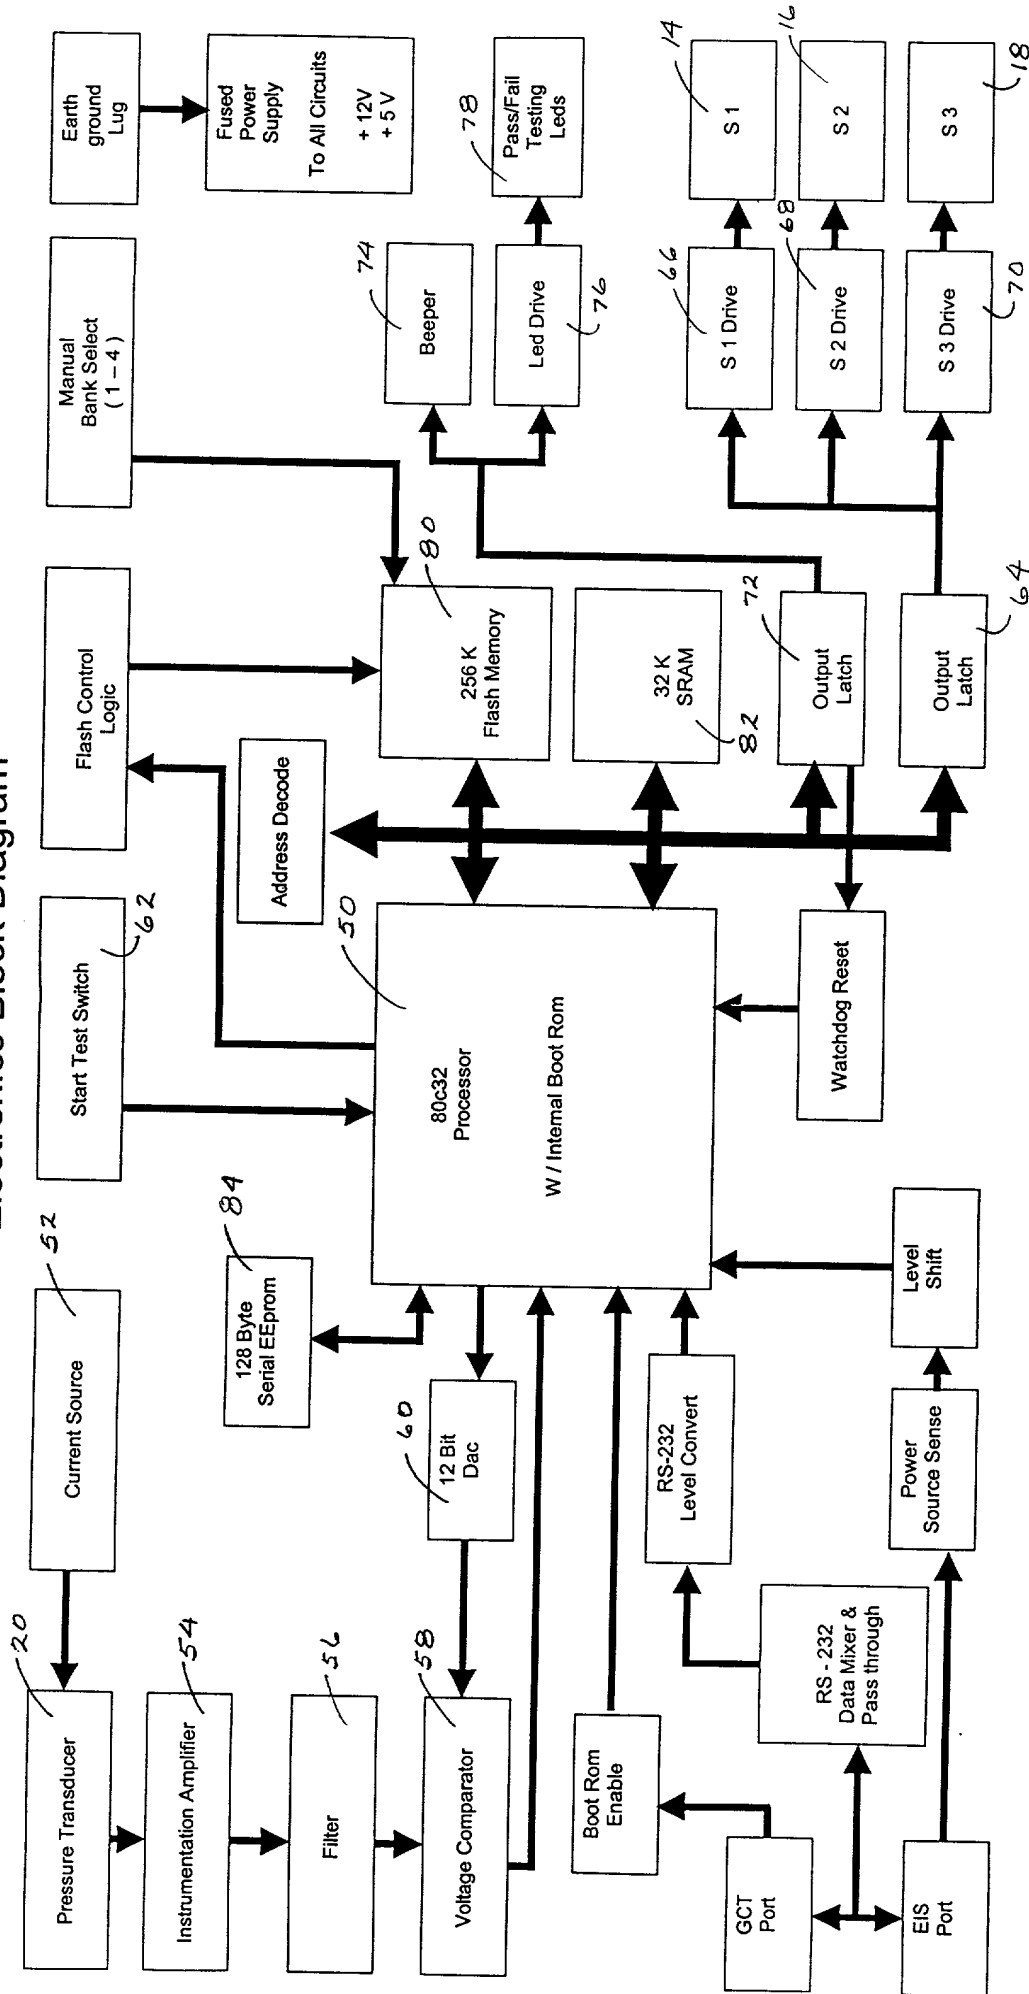 Electronics Block Diagram
Pressure Transducer
20
Current Source
52
Start Test Switch
62
Flash Control
Logic
Manual
Bank Select
( 1 – 4 )
Earth
ground
Lug
Instrumentation Amplifier
54
128 Byte
Serial EEprom
84
Address Decode
Fused
Power
Supply
To All Circuits
+ 12V
+ 5 V
Filter
56
Voltage Comparator
58
12 Bit
Dac
60
80c32
Processor
W / Internal Boot Rom
50
256 K
Flash Memory
80
Beeper
74
Led Drive
76
Pass/Fail
Testing
Leds
78
Boot Rom
Enable
RS-232
Level Convert
32 K
SRAM
82
S 1 Drive
66
S 1
14
GCT
Port
RS - 232
Data Mixer &
Pass through
Watchdog Reset
Output
Latch
72
S 2 Drive
68
S 2
16
EIS
Port
Power
Source Sense
Level
Shift
Output
Latch
64
S 3 Drive
70
S 3
18